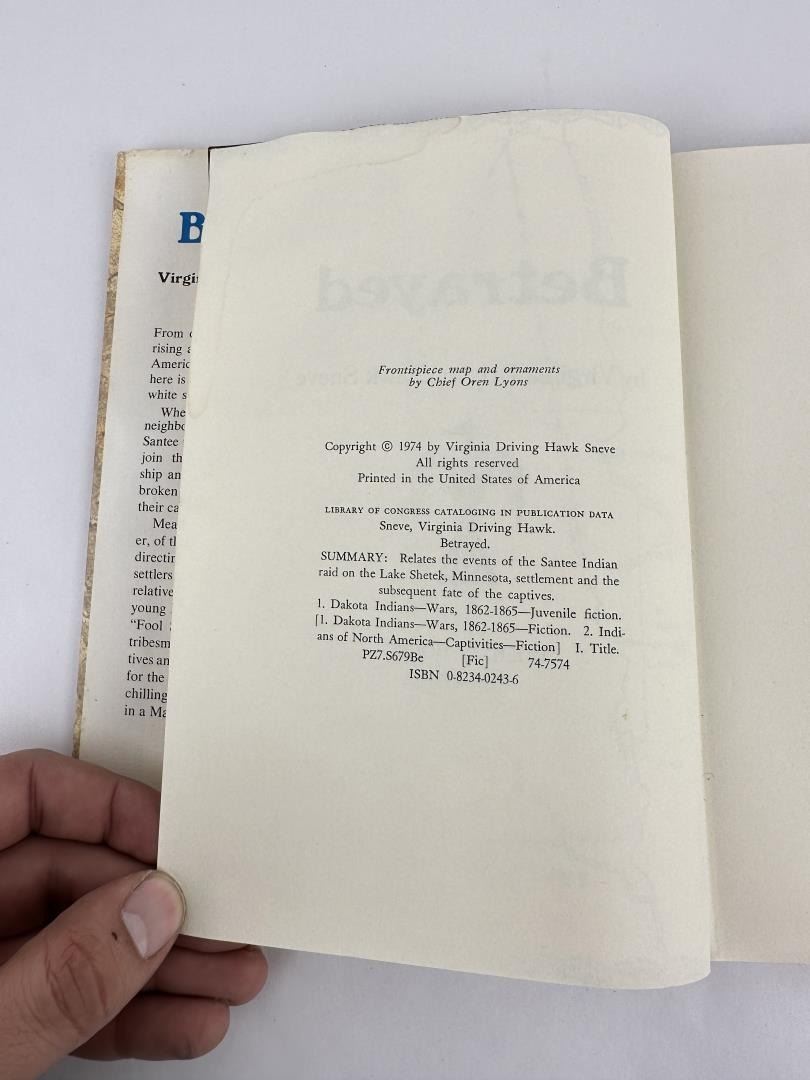 B
Virgi
From
rising
Americ
here is
white s
Whe
neighbo
Santee
join th
ship an
broken
their ca
Mea
er, of th
directin
settlers
relative
young
"Fool
tribesm
tives an
for the
chilling
in a Ma
Betrayed
Frontispiece map and ornaments
by Chief Oren Lyons
Copyright © 1974 by Virginia Driving Hawk Sneve
All rights reserved
Printed in the United States of America
LIBRARY OF CONGRESS CATALOGING IN PUBLICATION DATA
Sneve, Virginia Driving Hawk.
Betrayed.
SUMMARY: Relates the events of the Santee Indian
raid on the Lake Shetek, Minnesota, settlement and the
subsequent fate of the captives.
1. Dakota Indians—Wars, 1862-1865—Juvenile fiction.
[1. Dakota Indians—Wars, 1862-1865—Fiction. 2. Indi-
ans of North America—Captivities—Fiction] I. Title.
PZ7.S679Be [Fic] 74-7574
ISBN 0-8234-0243-6